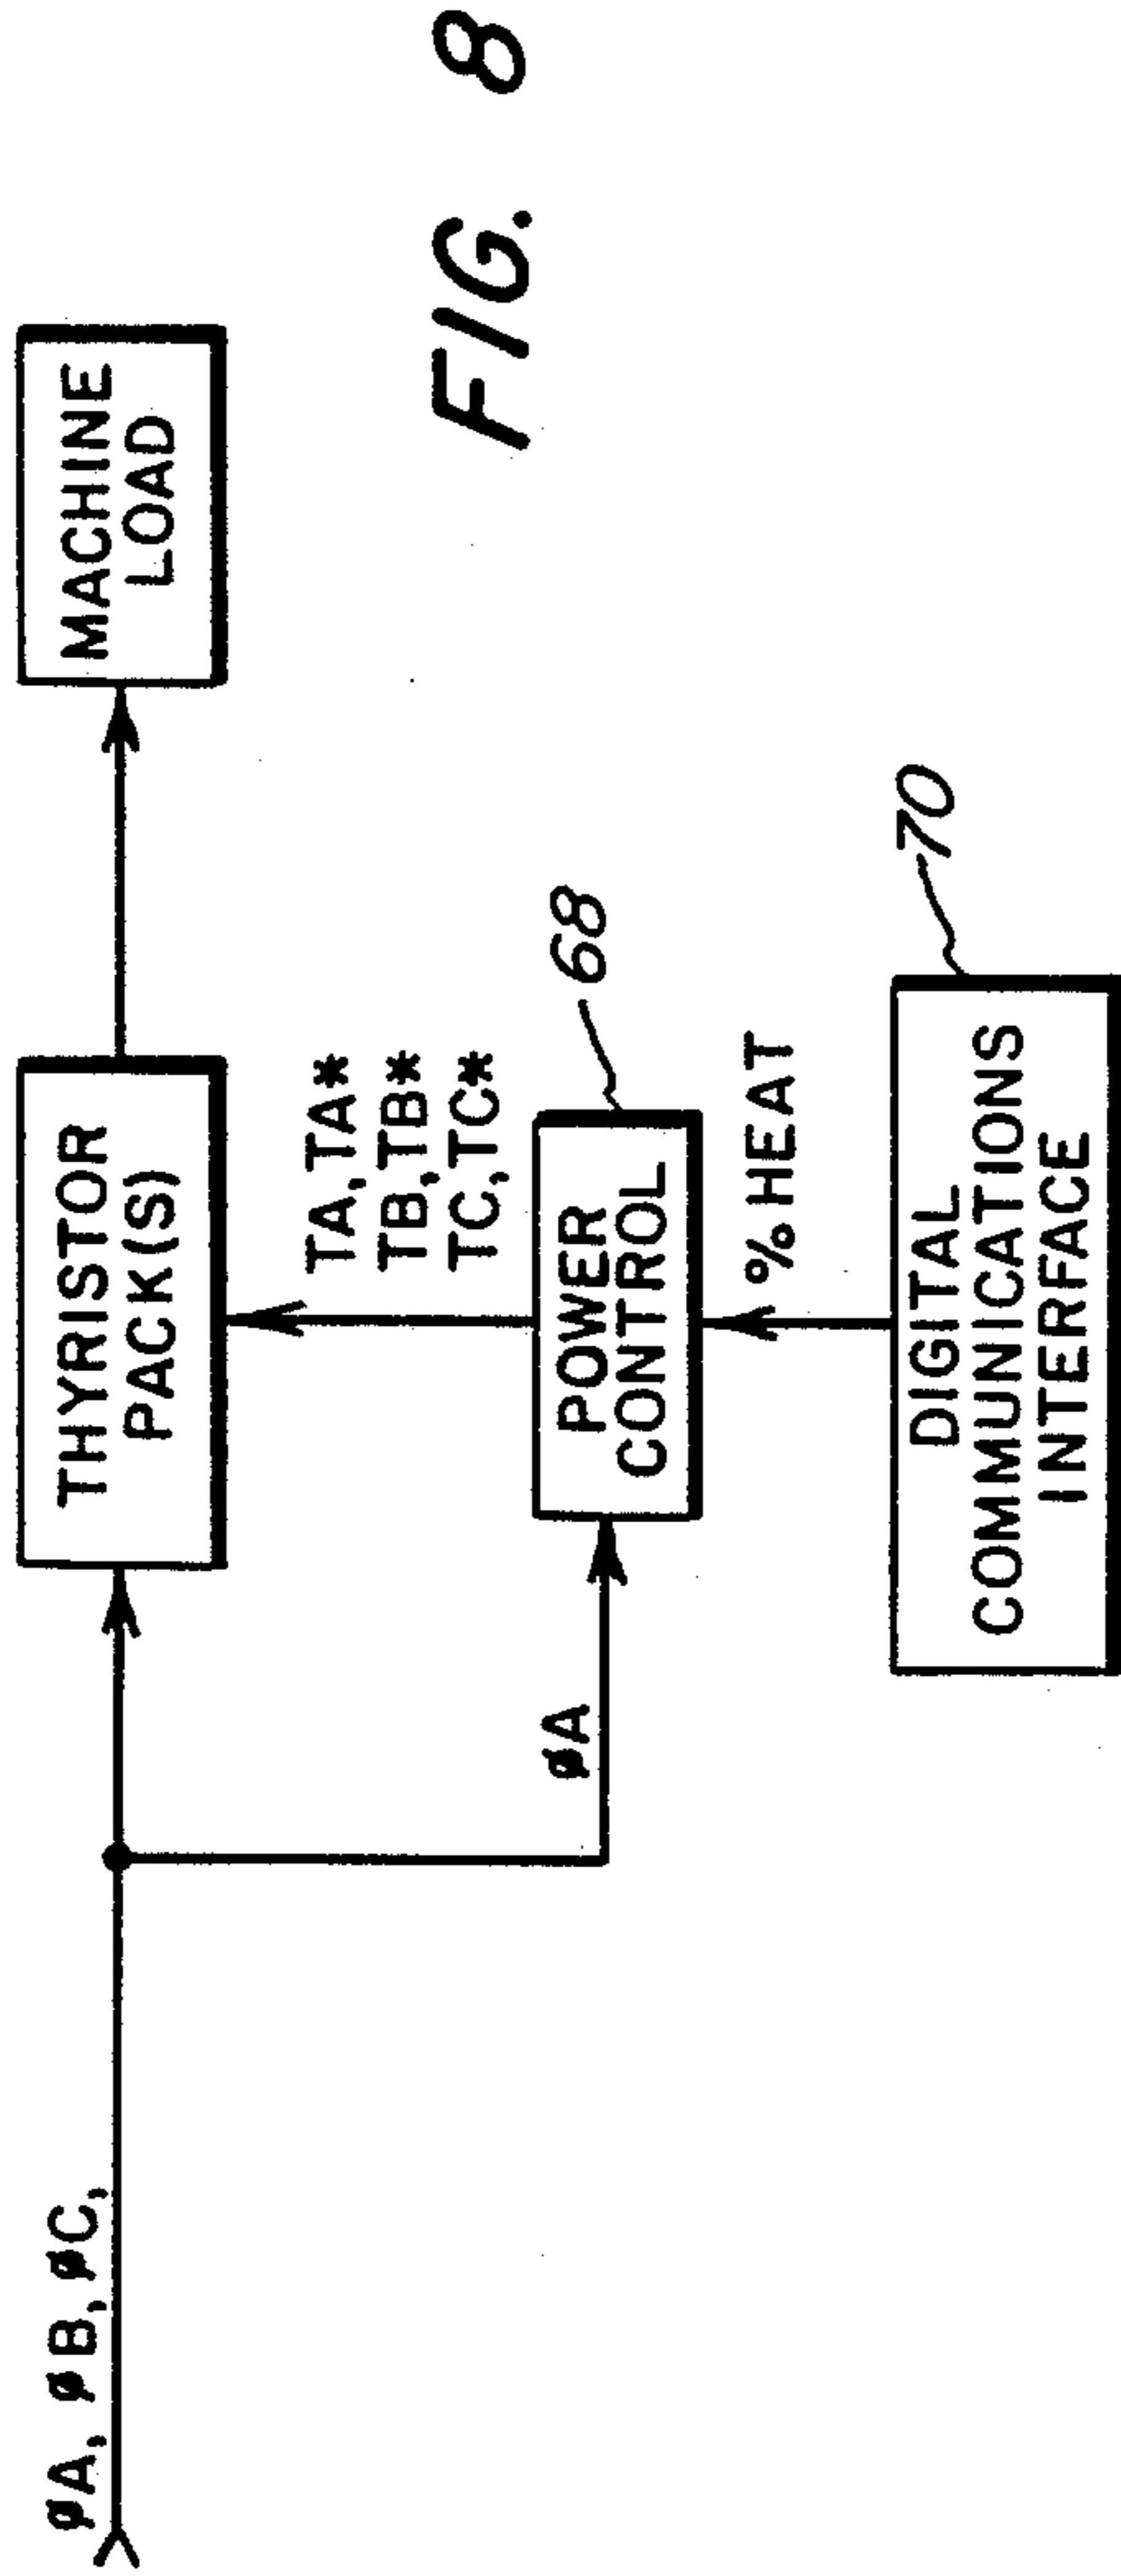 øA, øB, øC,
THYRISTOR
PACK(S)
MACHINE
LOAD
TA, TA*
TB, TB*
TC, TC*
øA
POWER
CONTROL
68
% HEAT
DIGITAL
COMMUNICATIONS
INTERFACE
70
FIG. 8